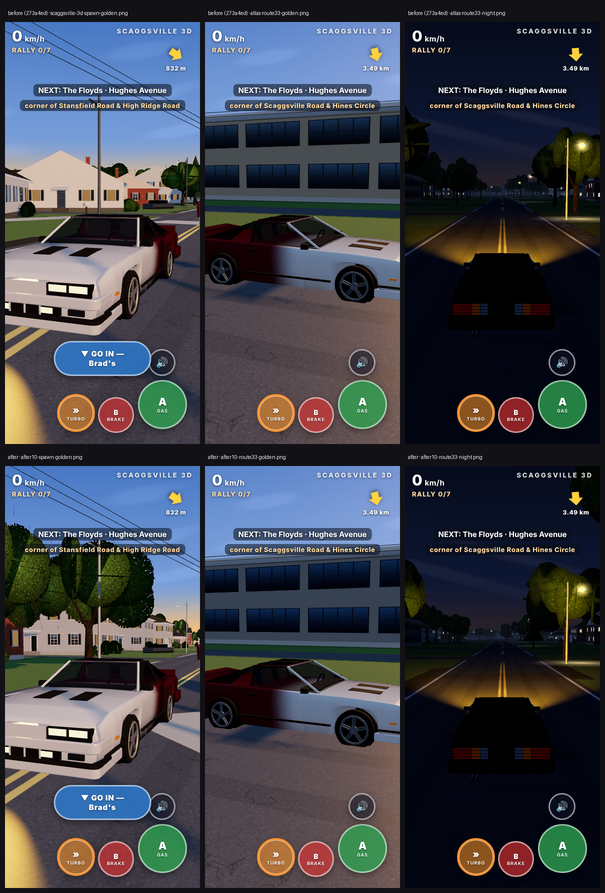 before (273a4ed) · scaggsville-3d-spawn-golden.png
0 km/h
SCAGGSVILLE 3D
RALLY 0/7
832 m
NEXT: The Floyds · Hughes Avenue
corner of Stansfield Road & High Ridge Road
▼ GO IN —
Brad's
»
TURBO
B
BRAKE
A
GAS
before (273a4ed) · atlas-route33-golden.png
0 km/h
SCAGGSVILLE 3D
RALLY 0/7
3.49 km
NEXT: The Floyds · Hughes Avenue
corner of Scaggsville Road & Hines Circle
»
TURBO
B
BRAKE
A
GAS
before (273a4ed) · atlas-route33-night.png
0 km/h
SCAGGSVILLE 3D
RALLY 0/7
3.49 km
NEXT: The Floyds · Hughes Avenue
corner of Scaggsville Road & Hines Circle
»
TURBO
B
BRAKE
A
GAS
after · after10-spawn-golden.png
0 km/h
SCAGGSVILLE 3D
RALLY 0/7
832 m
NEXT: The Floyds · Hughes Avenue
corner of Stansfield Road & High Ridge Road
▼ GO IN —
Brad's
»
TURBO
B
BRAKE
A
GAS
after · after10-route33-golden.png
0 km/h
SCAGGSVILLE 3D
RALLY 0/7
3.49 km
NEXT: The Floyds · Hughes Avenue
corner of Scaggsville Road & Hines Circle
»
TURBO
B
BRAKE
A
GAS
after · after10-route33-night.png
0 km/h
SCAGGSVILLE 3D
RALLY 0/7
3.49 km
NEXT: The Floyds · Hughes Avenue
corner of Scaggsville Road & Hines Circle
»
TURBO
B
BRAKE
A
GAS